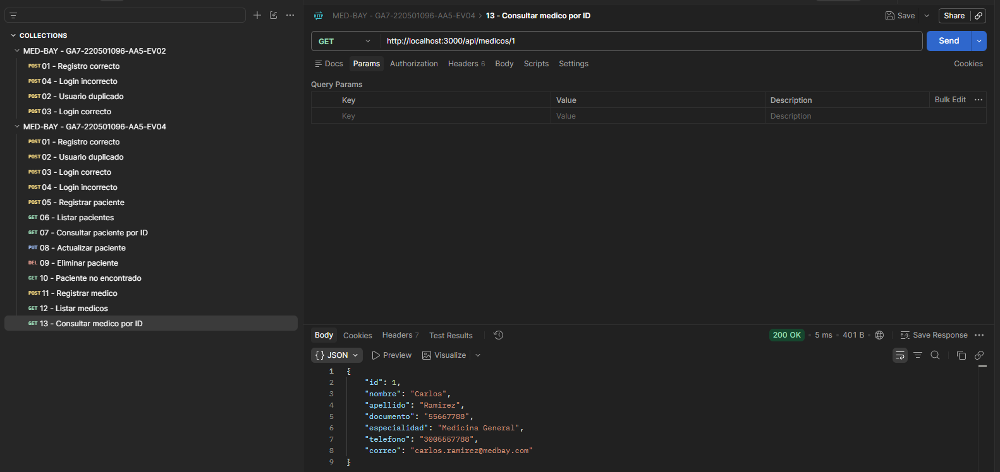 COLLECTIONS
MED-BAY - GA7-220501096-AA5-EV02
POST 01 - Registro correcto
POST 04 - Login incorrecto
POST 02 - Usuario duplicado
POST 03 - Login correcto
MED-BAY - GA7-220501096-AA5-EV04
POST 01 - Registro correcto
POST 02 - Usuario duplicado
POST 03 - Login correcto
POST 04 - Login incorrecto
POST 05 - Registrar paciente
GET 06 - Listar pacientes
GET 07 - Consultar paciente por ID
PUT 08 - Actualizar paciente
DEL 09 - Eliminar paciente
GET 10 - Paciente no encontrado
POST 11 - Registrar medico
GET 12 - Listar medicos
GET 13 - Consultar medico por ID
HTTP MED-BAY - GA7-220501096-AA5-EV04 > 13 - Consultar medico por ID Save Share
GET http://localhost:3000/api/medicos/1 Send
Docs Params Authorization Headers 6 Body Scripts Settings Cookies
Query Params
Key Value Description Bulk Edit
Key Value Description
Body Cookies Headers 7 Test Results 200 OK 5 ms 401 B e.g. Save Response
{} JSON Preview Visualize
1 {
2 "id": 1,
3 "nombre": "Carlos",
4 "apellido": "Ramirez",
5 "documento": "55667788",
6 "especialidad": "Medicina General",
7 "telefono": "3005557788",
8 "correo": "carlos.ramirez@medbay.com"
9 }